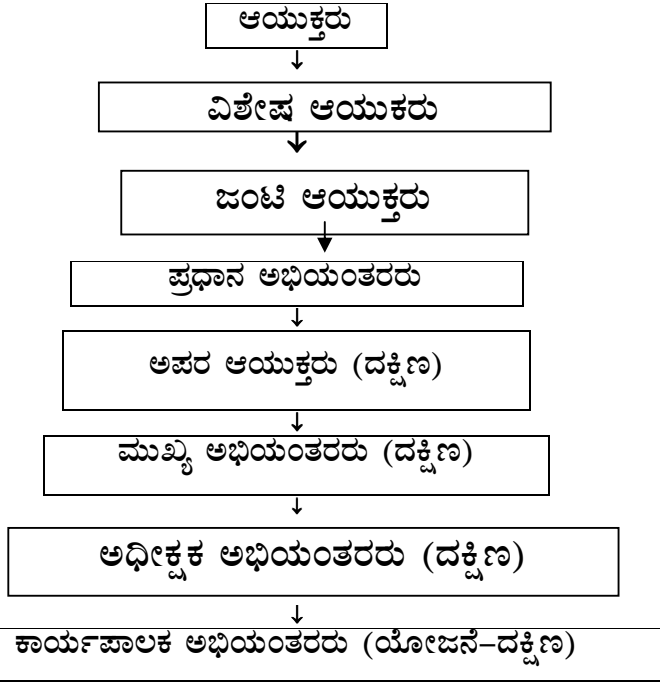 ಆಯುಕ್ತರು
ವಿಶೇಷ ಆಯುಕರು
ಜಂಟಿ ಆಯುಕ್ತರು
ಪ್ರಧಾನ ಅಭಿಯಂತರರು
ಅಪರ ಆಯುಕ್ತರು (ದಕ್ಷಿಣ)
ಮುಖ್ಯ ಅಭಿಯಂತರರು (ದಕ್ಷಿಣ)
ಅಧೀಕ್ಷಕ ಅಭಿಯಂತರರು (ದಕ್ಷಿಣ)
ಕಾರ್ಯಪಾಲಕ ಅಭಿಯಂತರರು (ಯೋಜನೆ–ದಕ್ಷಿಣ)